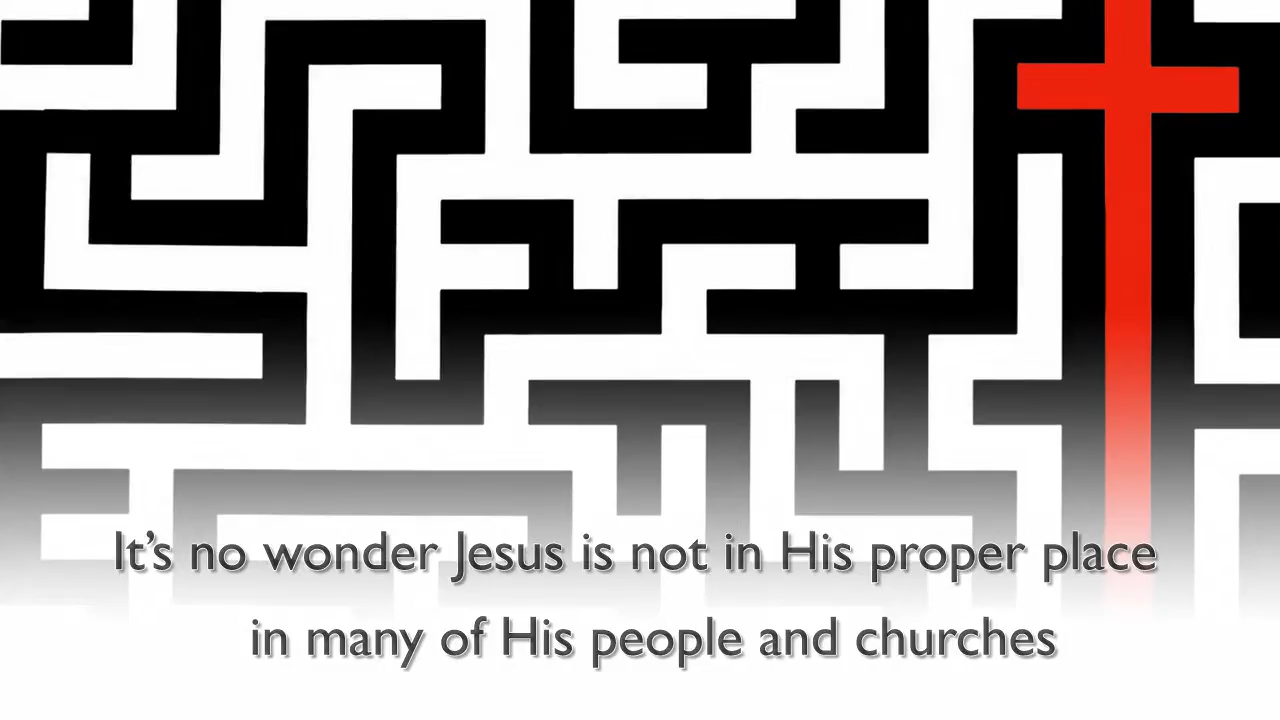 It’s no wonder Jesus is not in His proper place
in many of His people and churches